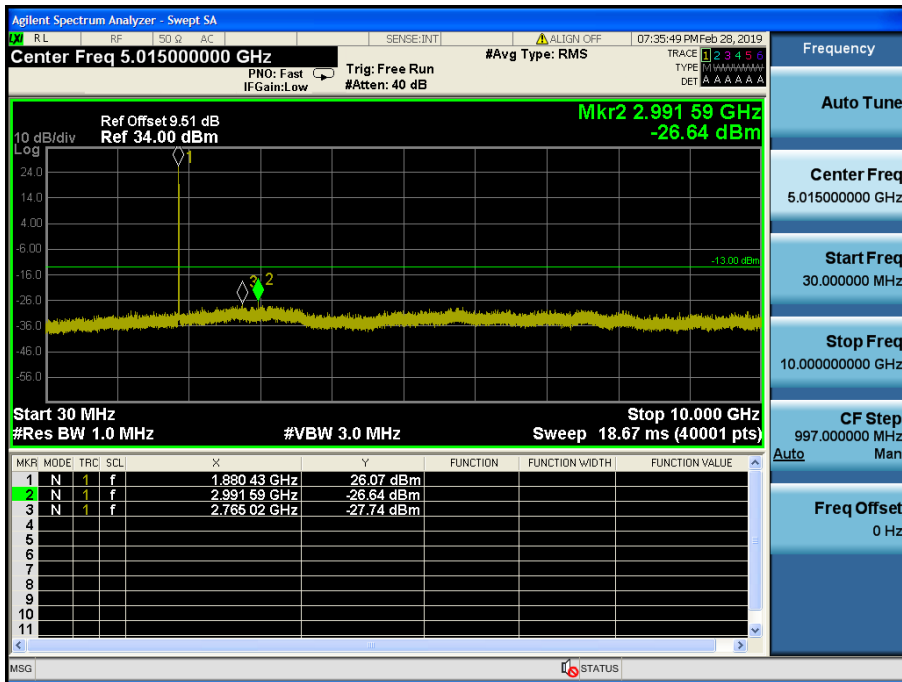 Agilent Spectrum Analyzer - Swept SA
LXI RL RF 50 Ω AC SENSE:INT ALIGN OFF 07:35:49 PM Feb 28, 2019
Center Freq 5.015000000 GHz
PNO: Fast
IFGain:Low
Trig: Free Run
#Atten: 40 dB
#Avg Type: RMS
TRACE 1 2 3 4 5 6
TYPE M W W W W W
DET A A A A A A
Mkr2 2.991 59 GHz
-26.64 dBm
Ref Offset 9.51 dB
10 dB/div Ref 34.00 dBm
Log
1
24.0
14.0
4.00
-6.00
-13.00 dBm
-16.0
3 2
-26.0
-36.0
-46.0
-56.0
Start 30 MHz Stop 10.000 GHz
#Res BW 1.0 MHz #VBW 3.0 MHz Sweep 18.67 ms (40001 pts)
MKR MODE TRC SCL X Y FUNCTION FUNCTION WIDTH FUNCTION VALUE
1 N 1 f 1.880 43 GHz 26.07 dBm
2 N 1 f 2.991 59 GHz -26.64 dBm
3 N 1 f 2.765 02 GHz -27.74 dBm
4
5
6
7
8
9
10
11
MSG STATUS
Frequency
Auto Tune
Center Freq
5.015000000 GHz
Start Freq
30.000000 MHz
Stop Freq
10.000000000 GHz
CF Step
997.000000 MHz
Auto Man
Freq Offset
0 Hz